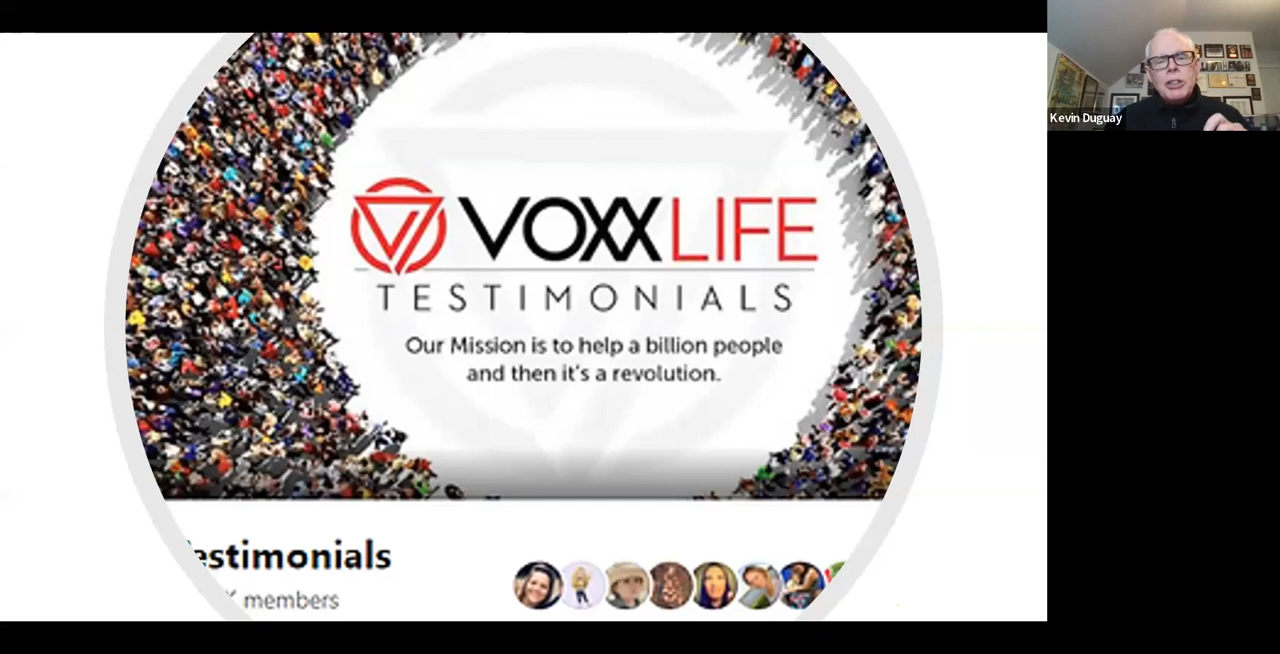 VOXXLIFE
TESTIMONIALS
Our Mission is to help a billion people
and then it's a revolution.
estimonials
members
Kevin Duguay